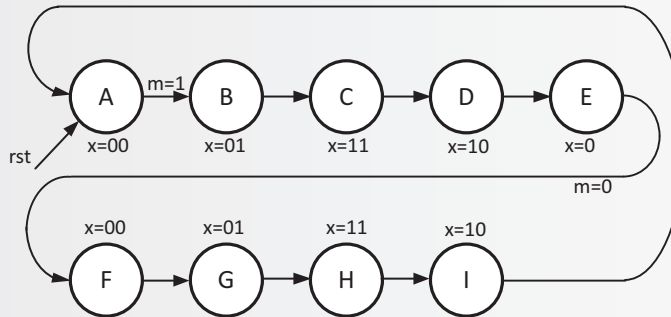 m=1
A B C D E
rst
x=00 x=01 x=11 x=10 x=0
m=0
x=00 x=01 x=11 x=10
F G H I